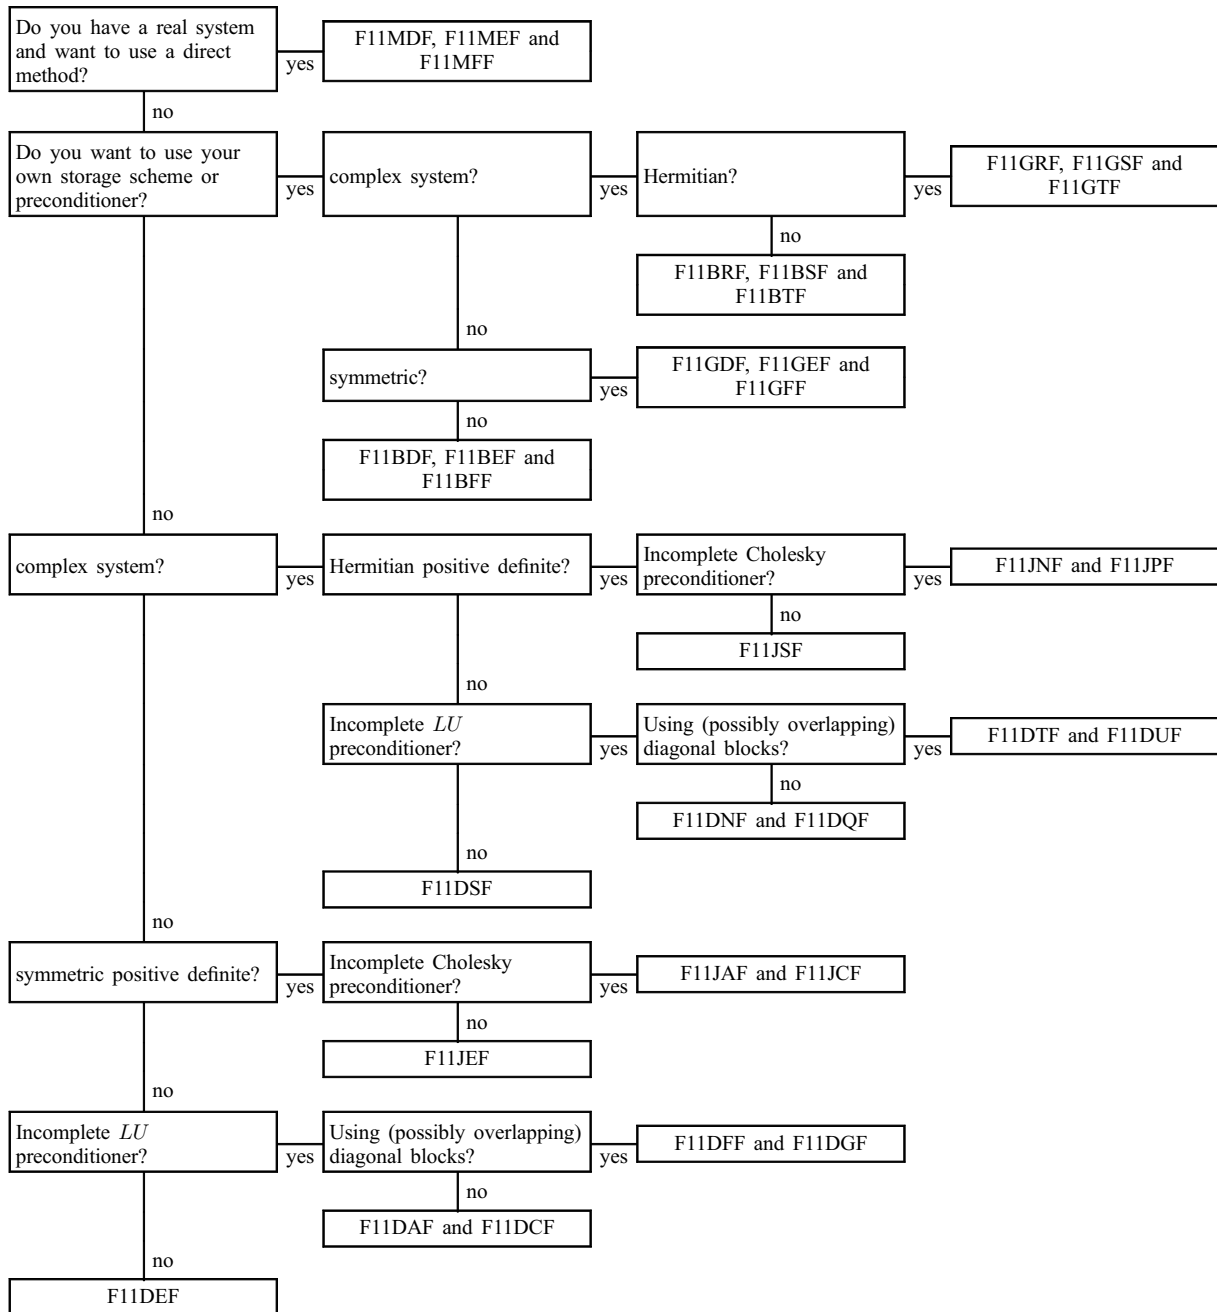 Do you have a real system
and want to use a direct
method?
yes
F11MDF, F11MEF and
F11MFF
no
Do you want to use your
own storage scheme or
preconditioner?
yes
complex system?
yes
Hermitian?
yes
F11GRF, F11GSF and
F11GTF
no
F11BRF, F11BSF and
F11BTF
no
symmetric?
yes
F11GDF, F11GEF and
F11GFF
no
F11BDF, F11BEF and
F11BFF
no
complex system?
yes
Hermitian positive definite?
yes
Incomplete Cholesky
preconditioner?
yes
F11JNF and F11JPF
no
F11JSF
no
Incomplete LU
preconditioner?
yes
Using (possibly overlapping)
diagonal blocks?
yes
F11DTF and F11DUF
no
F11DNF and F11DQF
no
F11DSF
no
symmetric positive definite?
yes
Incomplete Cholesky
preconditioner?
yes
F11JAF and F11JCF
no
F11JEF
no
Incomplete LU
preconditioner?
yes
Using (possibly overlapping)
diagonal blocks?
yes
F11DFF and F11DGF
no
F11DAF and F11DCF
no
F11DEF